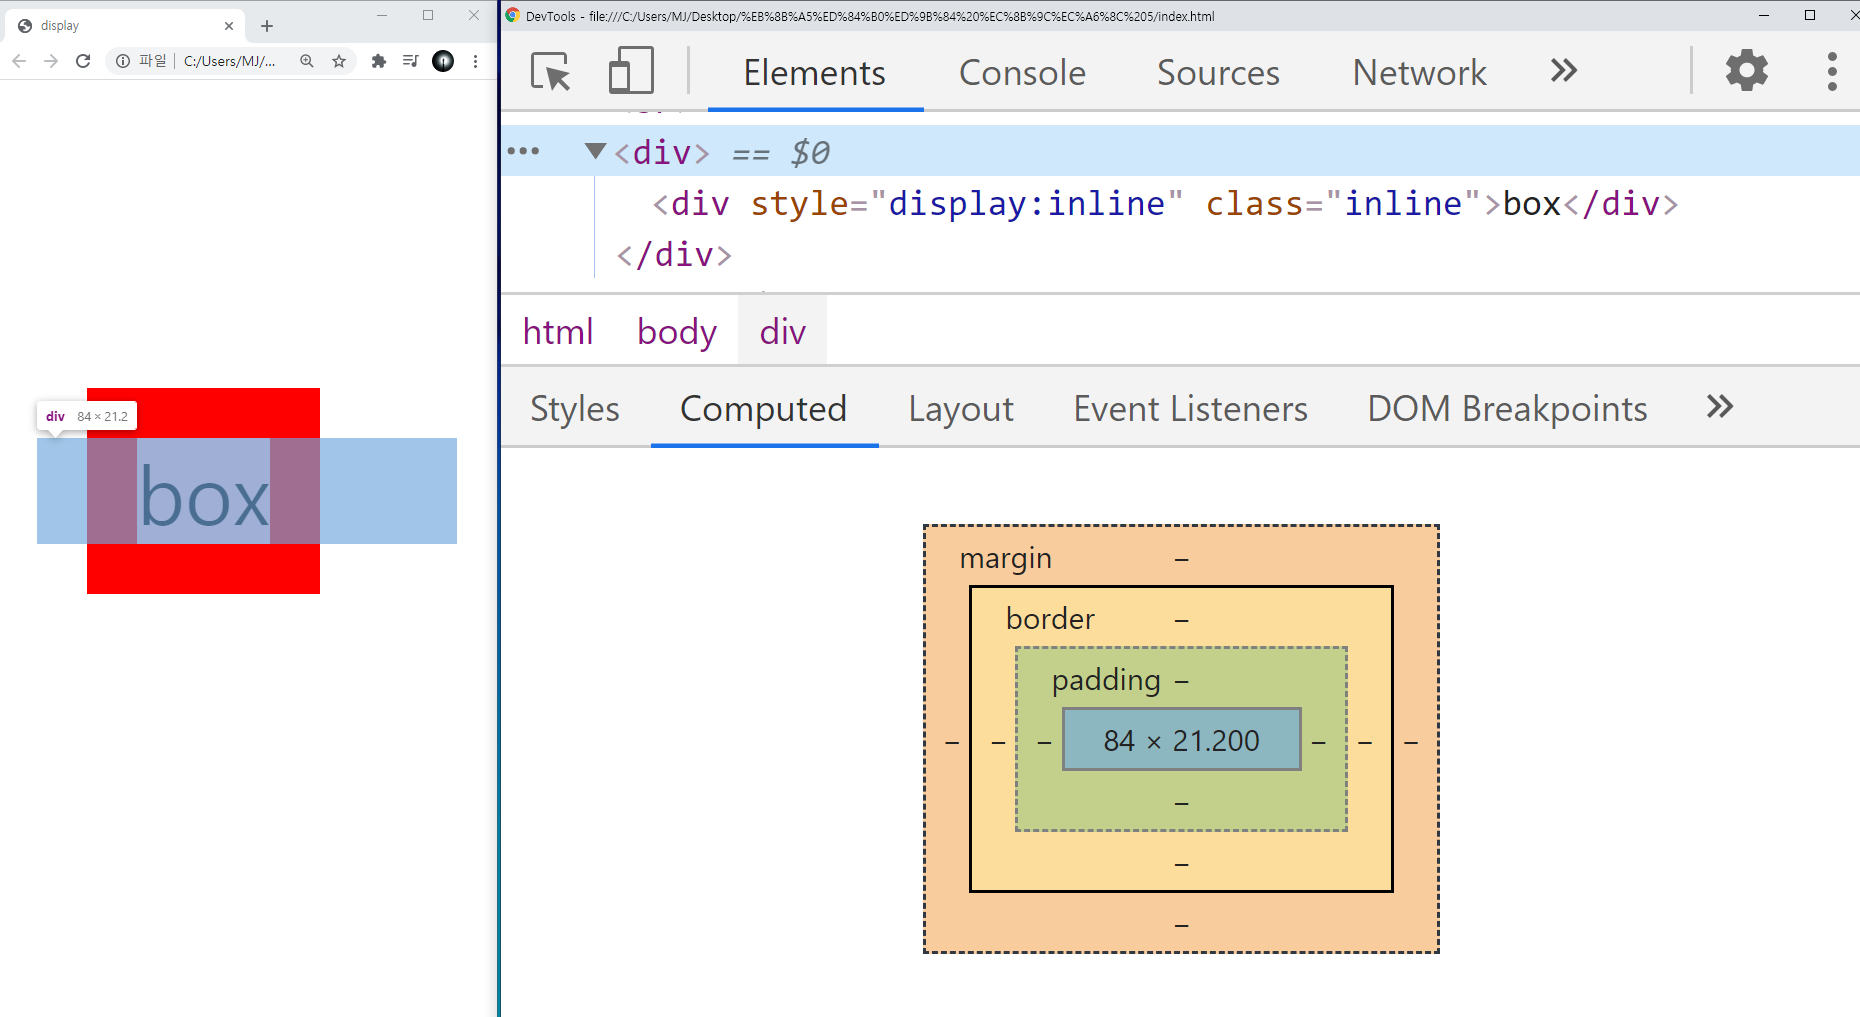 display
파일 C:/Users/MJ/...
div 84 × 21.2
box
DevTools - file:///C:/Users/MJ/Desktop/%EB%8B%A5%ED%84%B0%ED%9B%84%20%EC%8B%9C%EC%A6%8C%205/index.html
Elements Console Sources Network
<div> == $0
<div style="display:inline" class="inline">box</div>
</div>
html body div
Styles Computed Layout Event Listeners DOM Breakpoints
margin –
border –
padding –
– – – 84 × 21.200 – – –
–
–
–